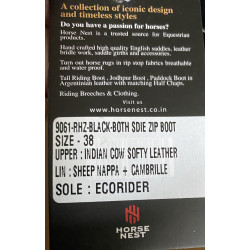 A collection of iconic design
and timeless styles
Do you have a passion for horses?
Horse Nest is a trusted source for Equestrian
products.
Hand crafted high quality English saddles, leather
bridle work, saddle girths and accessories.
Turn out horse rugs in rip stop fabrics breathable
and water proof.
Tall Riding Boot , Jodhpur Boot , Paddock Boot in
Argentinian leather with matching Half Chaps.
Riding Breeches & Clothing.
Visit us
www.horsenest.co.in
9061-RHZ-BLACK-BOTH SDIE ZIP BOOT
SIZE - 38
UPPER : INDIAN COW SOFTY LEATHER
LIN : SHEEP NAPPA + CAMBRILLE
SOLE : ECORIDER
HORSE
NEST